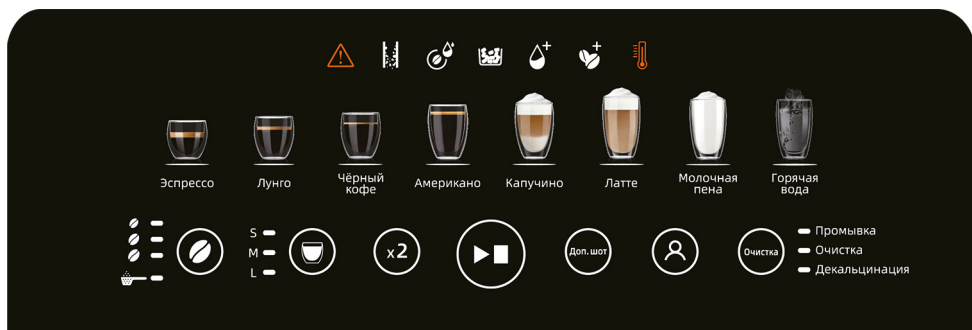 Эспрессо
Лунго
Чёрный
кофе
Американо
Капучино
Латте
Молочная
пена
Горячая
вода
S
M
L
x2
Доп. шот
Очистка
Промывка
Очистка
Декальцинация